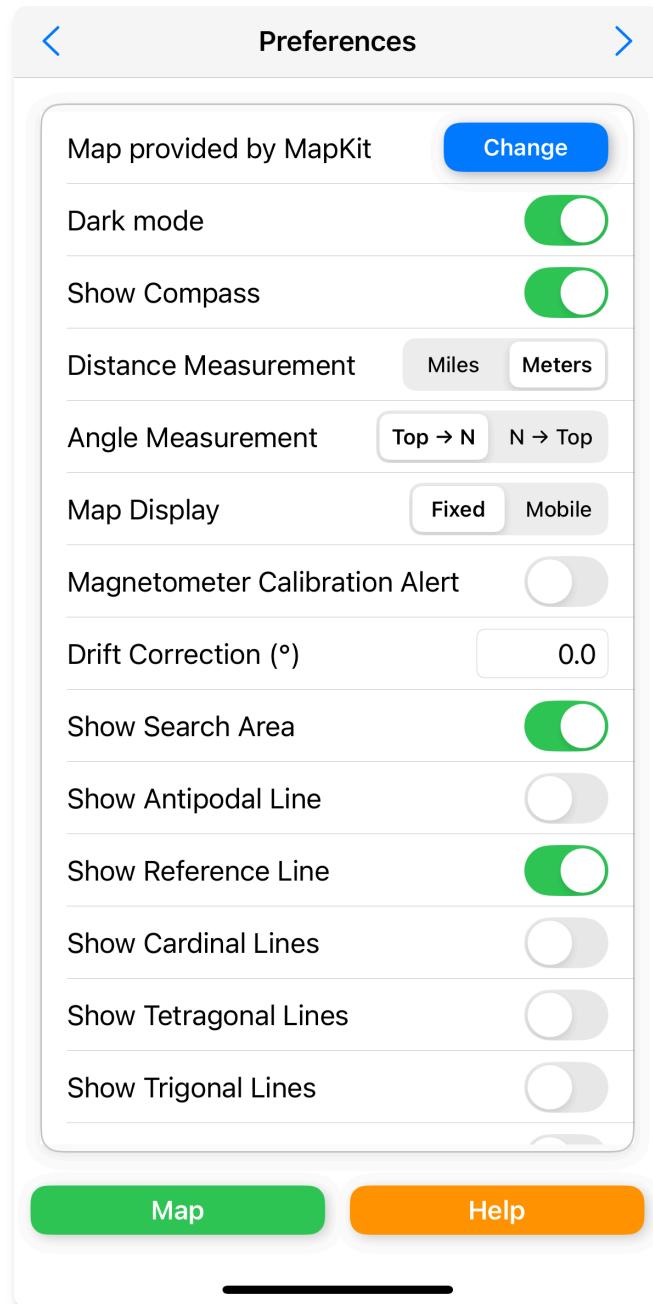 Preferences
Map provided by MapKit Change
Dark mode
Show Compass
Distance Measurement Miles Meters
Angle Measurement Top → N N → Top
Map Display Fixed Mobile
Magnetometer Calibration Alert
Drift Correction (°) 0.0
Show Search Area
Show Antipodal Line
Show Reference Line
Show Cardinal Lines
Show Tetragonal Lines
Show Trigonal Lines
Map Help